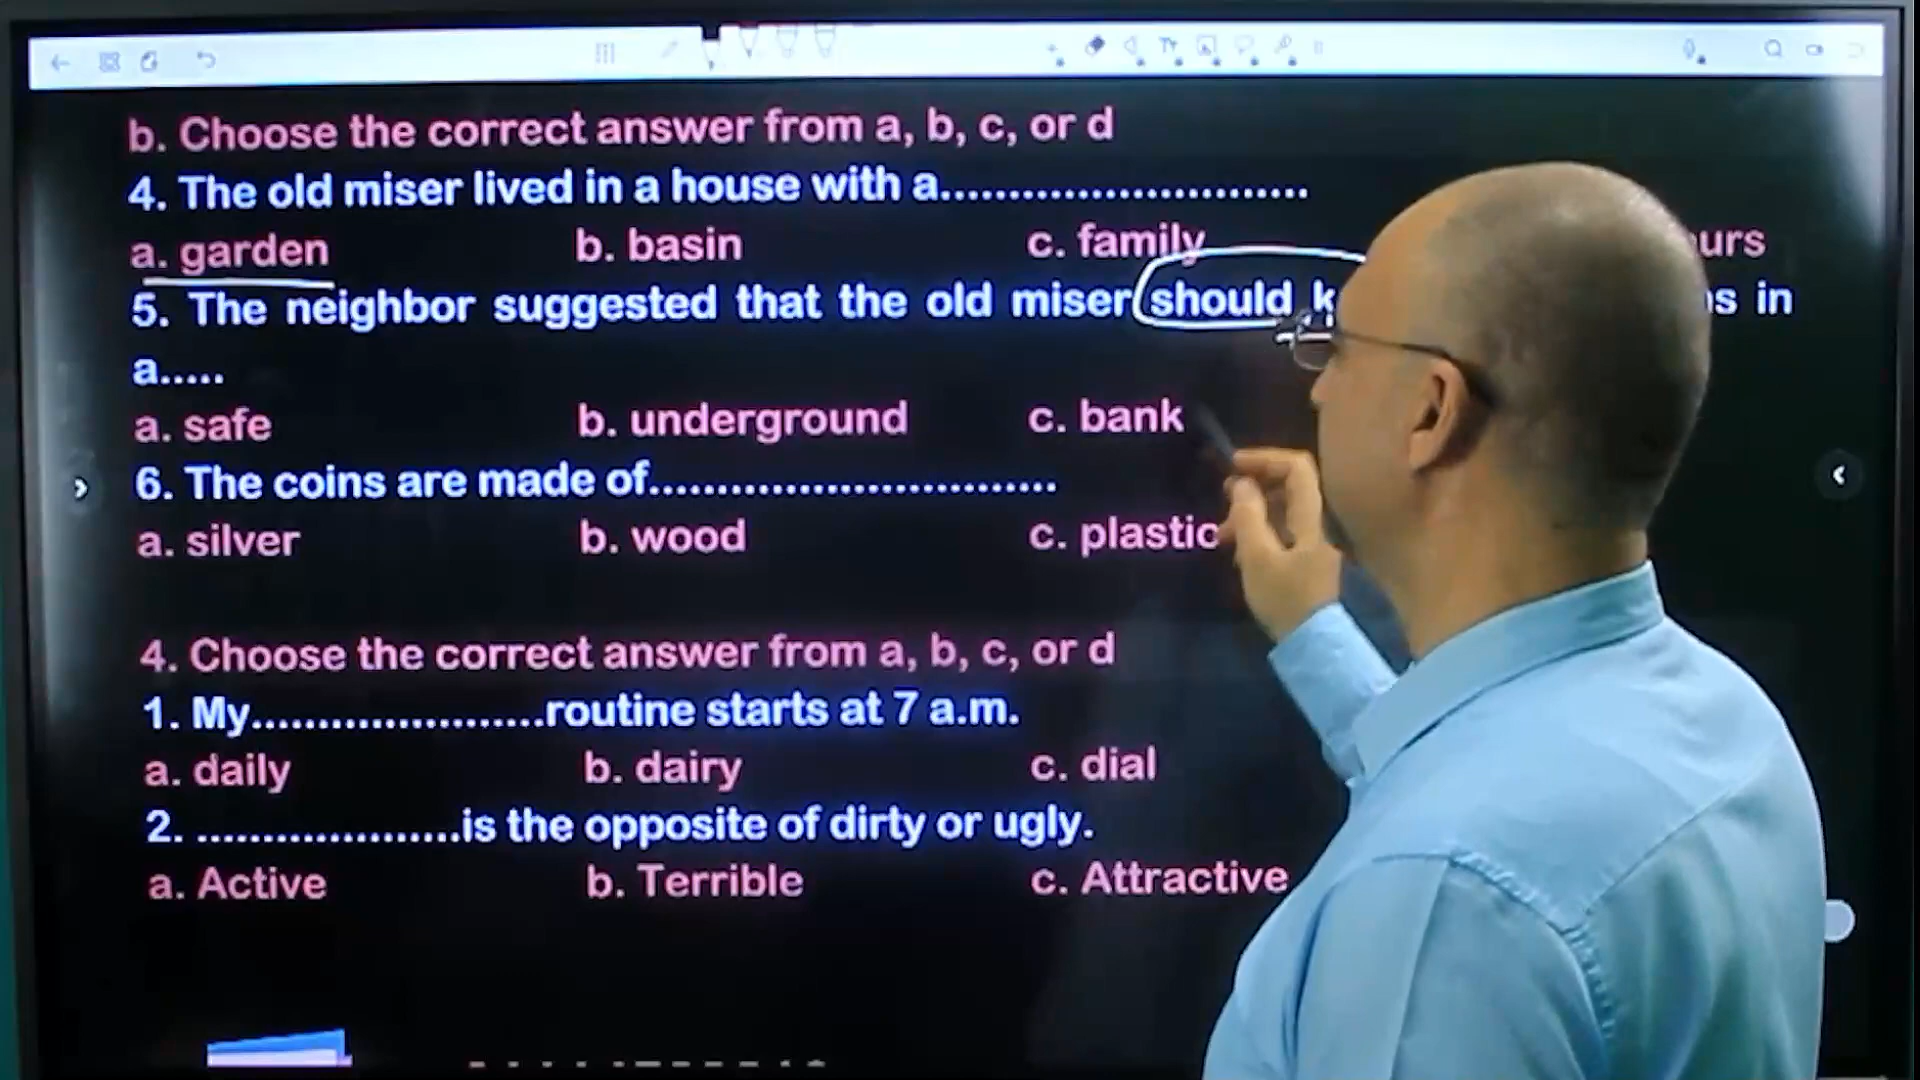 b. Choose the correct answer from a, b, c, or d
4. The old miser lived in a house with a...........................
a. garden b. basin c. family
5. The neighbor suggested that the old miser should in
a.....
a. safe b. underground c. bank
6. The coins are made of..............................
a. silver b. wood c. plastic
4. Choose the correct answer from a, b, c, or d
1. My......................routine starts at 7 a.m.
a. daily b. dairy c. dial
2. ....................is the opposite of dirty or ugly.
a. Active b. Terrible c. Attractive